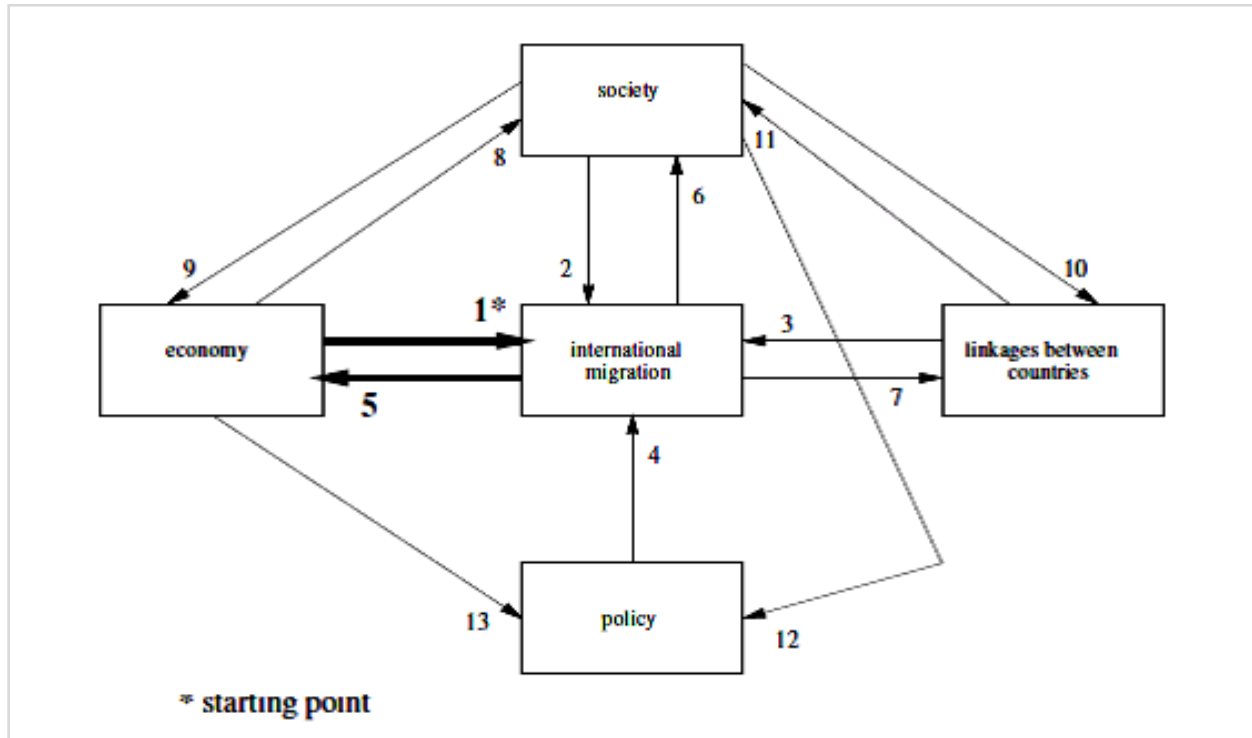 society
8
11
6
9
2
10
1*
economy
international
migration
3
linkages between
countries
5
7
4
13
policy
12
* starting point